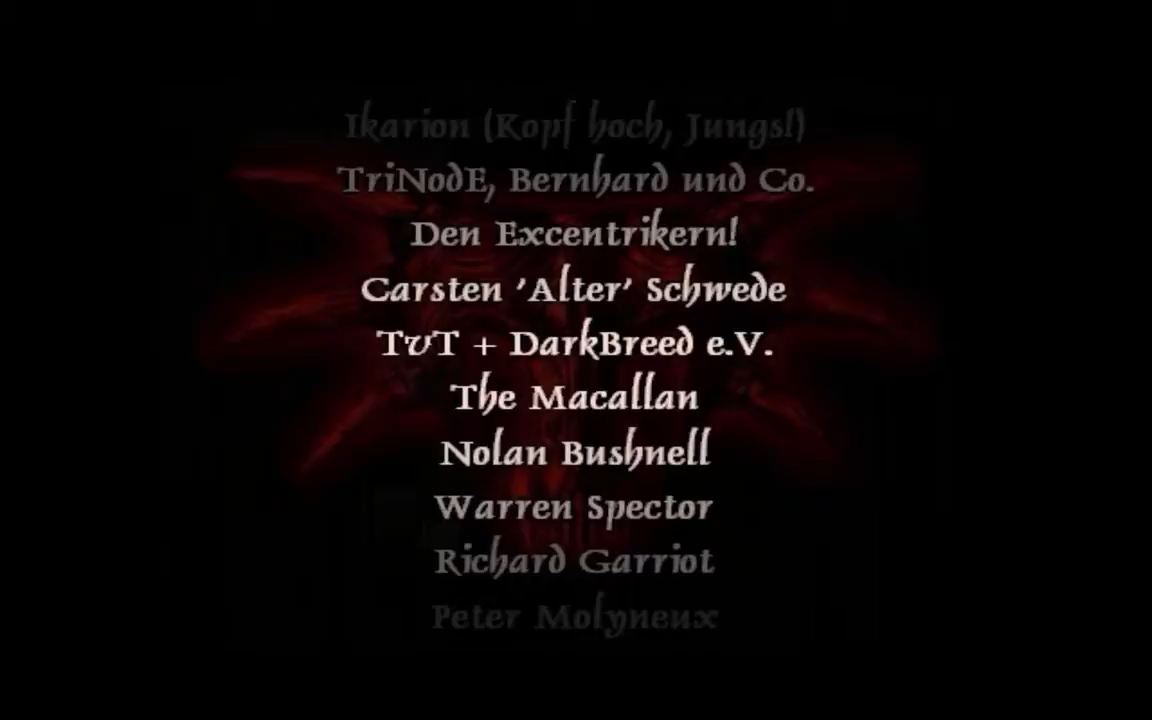 Ikarion (Kopf hoch, Jungs!)
TriNodE, Bernhard und Co.
Den Excentrikern!
Carsten 'Alter' Schwede
TvT + DarkBreed e.V.
The Macallan
Nolan Bushnell
Warren Spector
Richard Garriot
Peter Molyneux